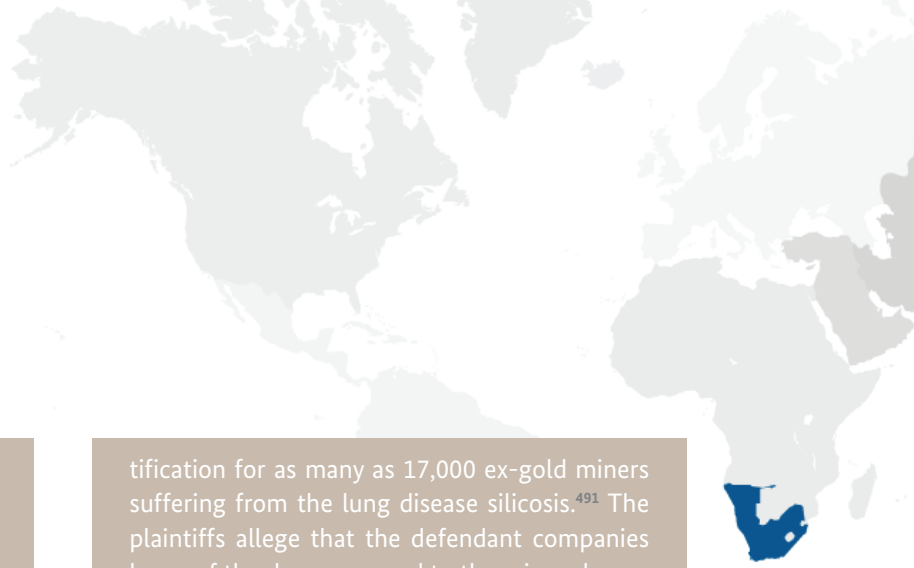 tification for as many as 17,000 ex-gold miners
suffering from the lung disease silicosis.491 The
plaintiffs allege that the defendant companies